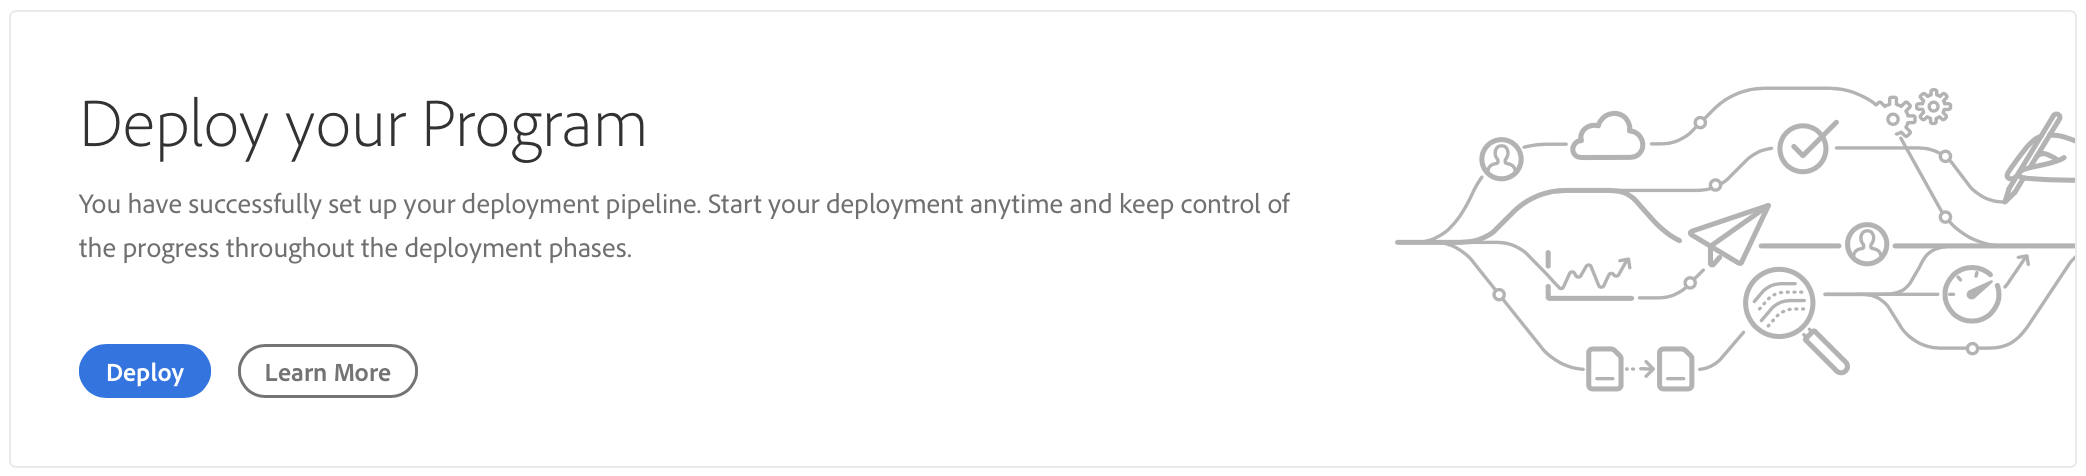 Deploy your Program
You have successfully set up your deployment pipeline. Start your deployment anytime and keep control of
the progress throughout the deployment phases.
Deploy
Learn More